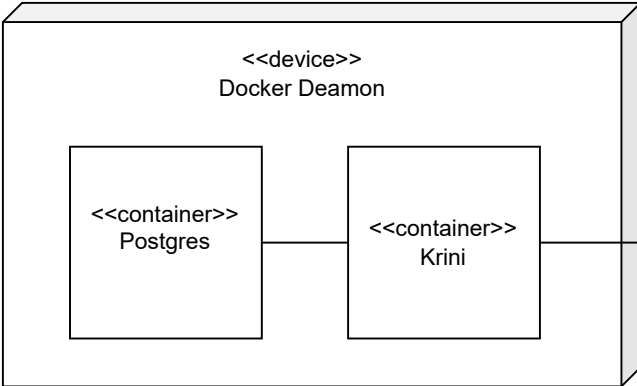 <<device>>
Docker Deamon
<<container>>
Postgres
<<container>>
Krini